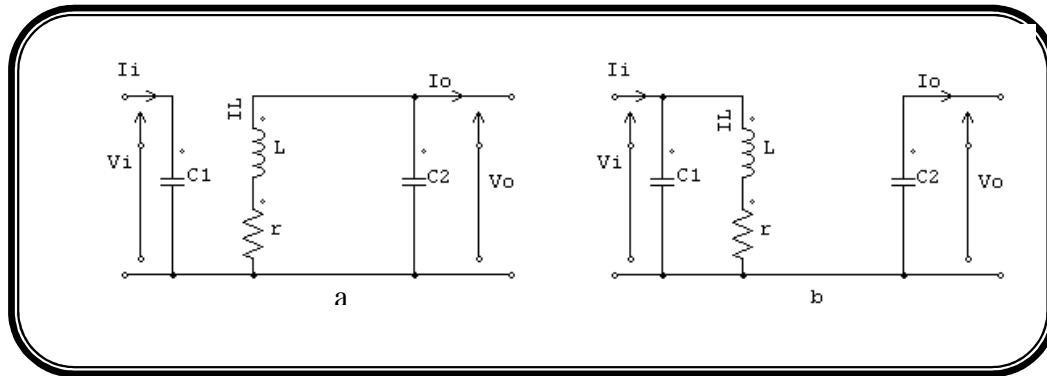 Ii IL Io Ii IL Io
Vi C1 L C2 Vo Vi C1 L C2 Vo
r r
a b